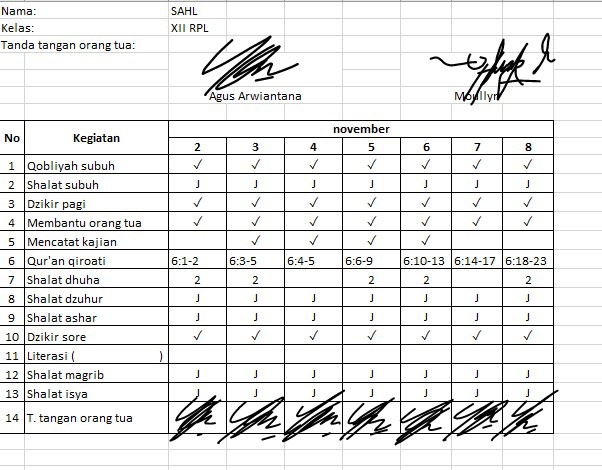 Nama: SAHL
Kelas: XII RPL
Tanda tangan orang tua:
Agus Arwiantana Moullyn
No Kegiatan november
2 3 4 5 6 7 8
1 Qobliyah subuh ✓ ✓ ✓ ✓ ✓ ✓ ✓
2 Shalat subuh J J J J J J J
3 Dzikir pagi ✓ ✓ ✓ ✓ ✓ ✓ ✓
4 Membantu orang tua ✓ ✓ ✓ ✓ ✓ ✓ ✓
5 Mencatat kajian ✓ ✓ ✓ ✓
6 Qur'an qiroati 6:1-2 6:3-5 6:4-5 6:6-9 6:10-13 6:14-17 6:18-23
7 Shalat dhuha 2 2 2 2 2
8 Shalat dzuhur J J J J J J J
9 Shalat ashar J J J J J J J
10 Dzikir sore ✓ ✓ ✓ ✓ ✓ ✓ ✓
11 Literasi ( )
12 Shalat magrib J J J J J J J
13 Shalat isya J J J J J J J
14 T. tangan orang tua